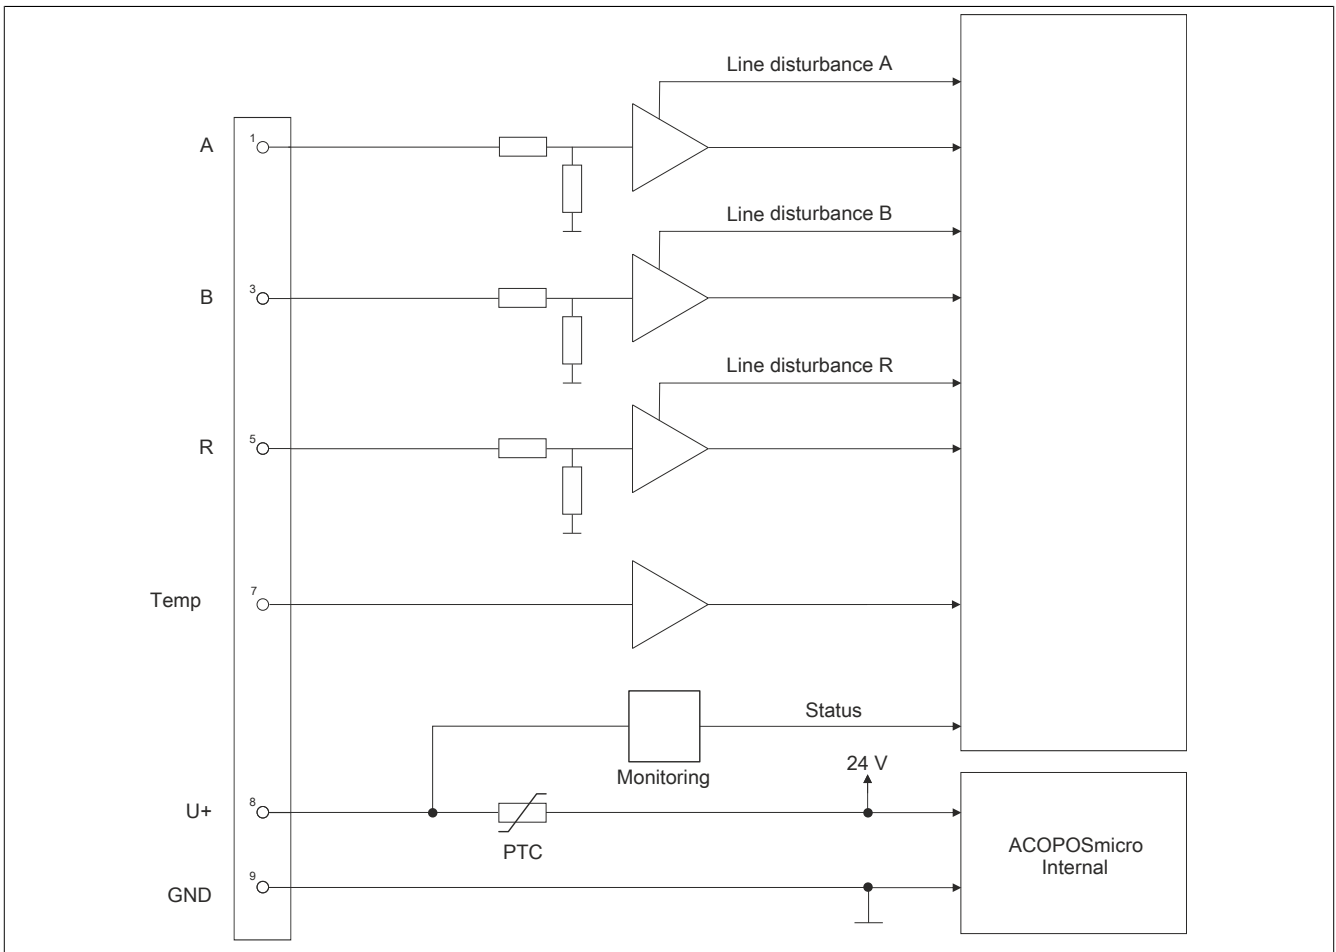 Line disturbance A
A
1
Line disturbance B
B
3
Line disturbance R
R
5
Temp
7
Status
Monitoring
24 V
U+
8
PTC
ACOPOSmicro
Internal
GND
9